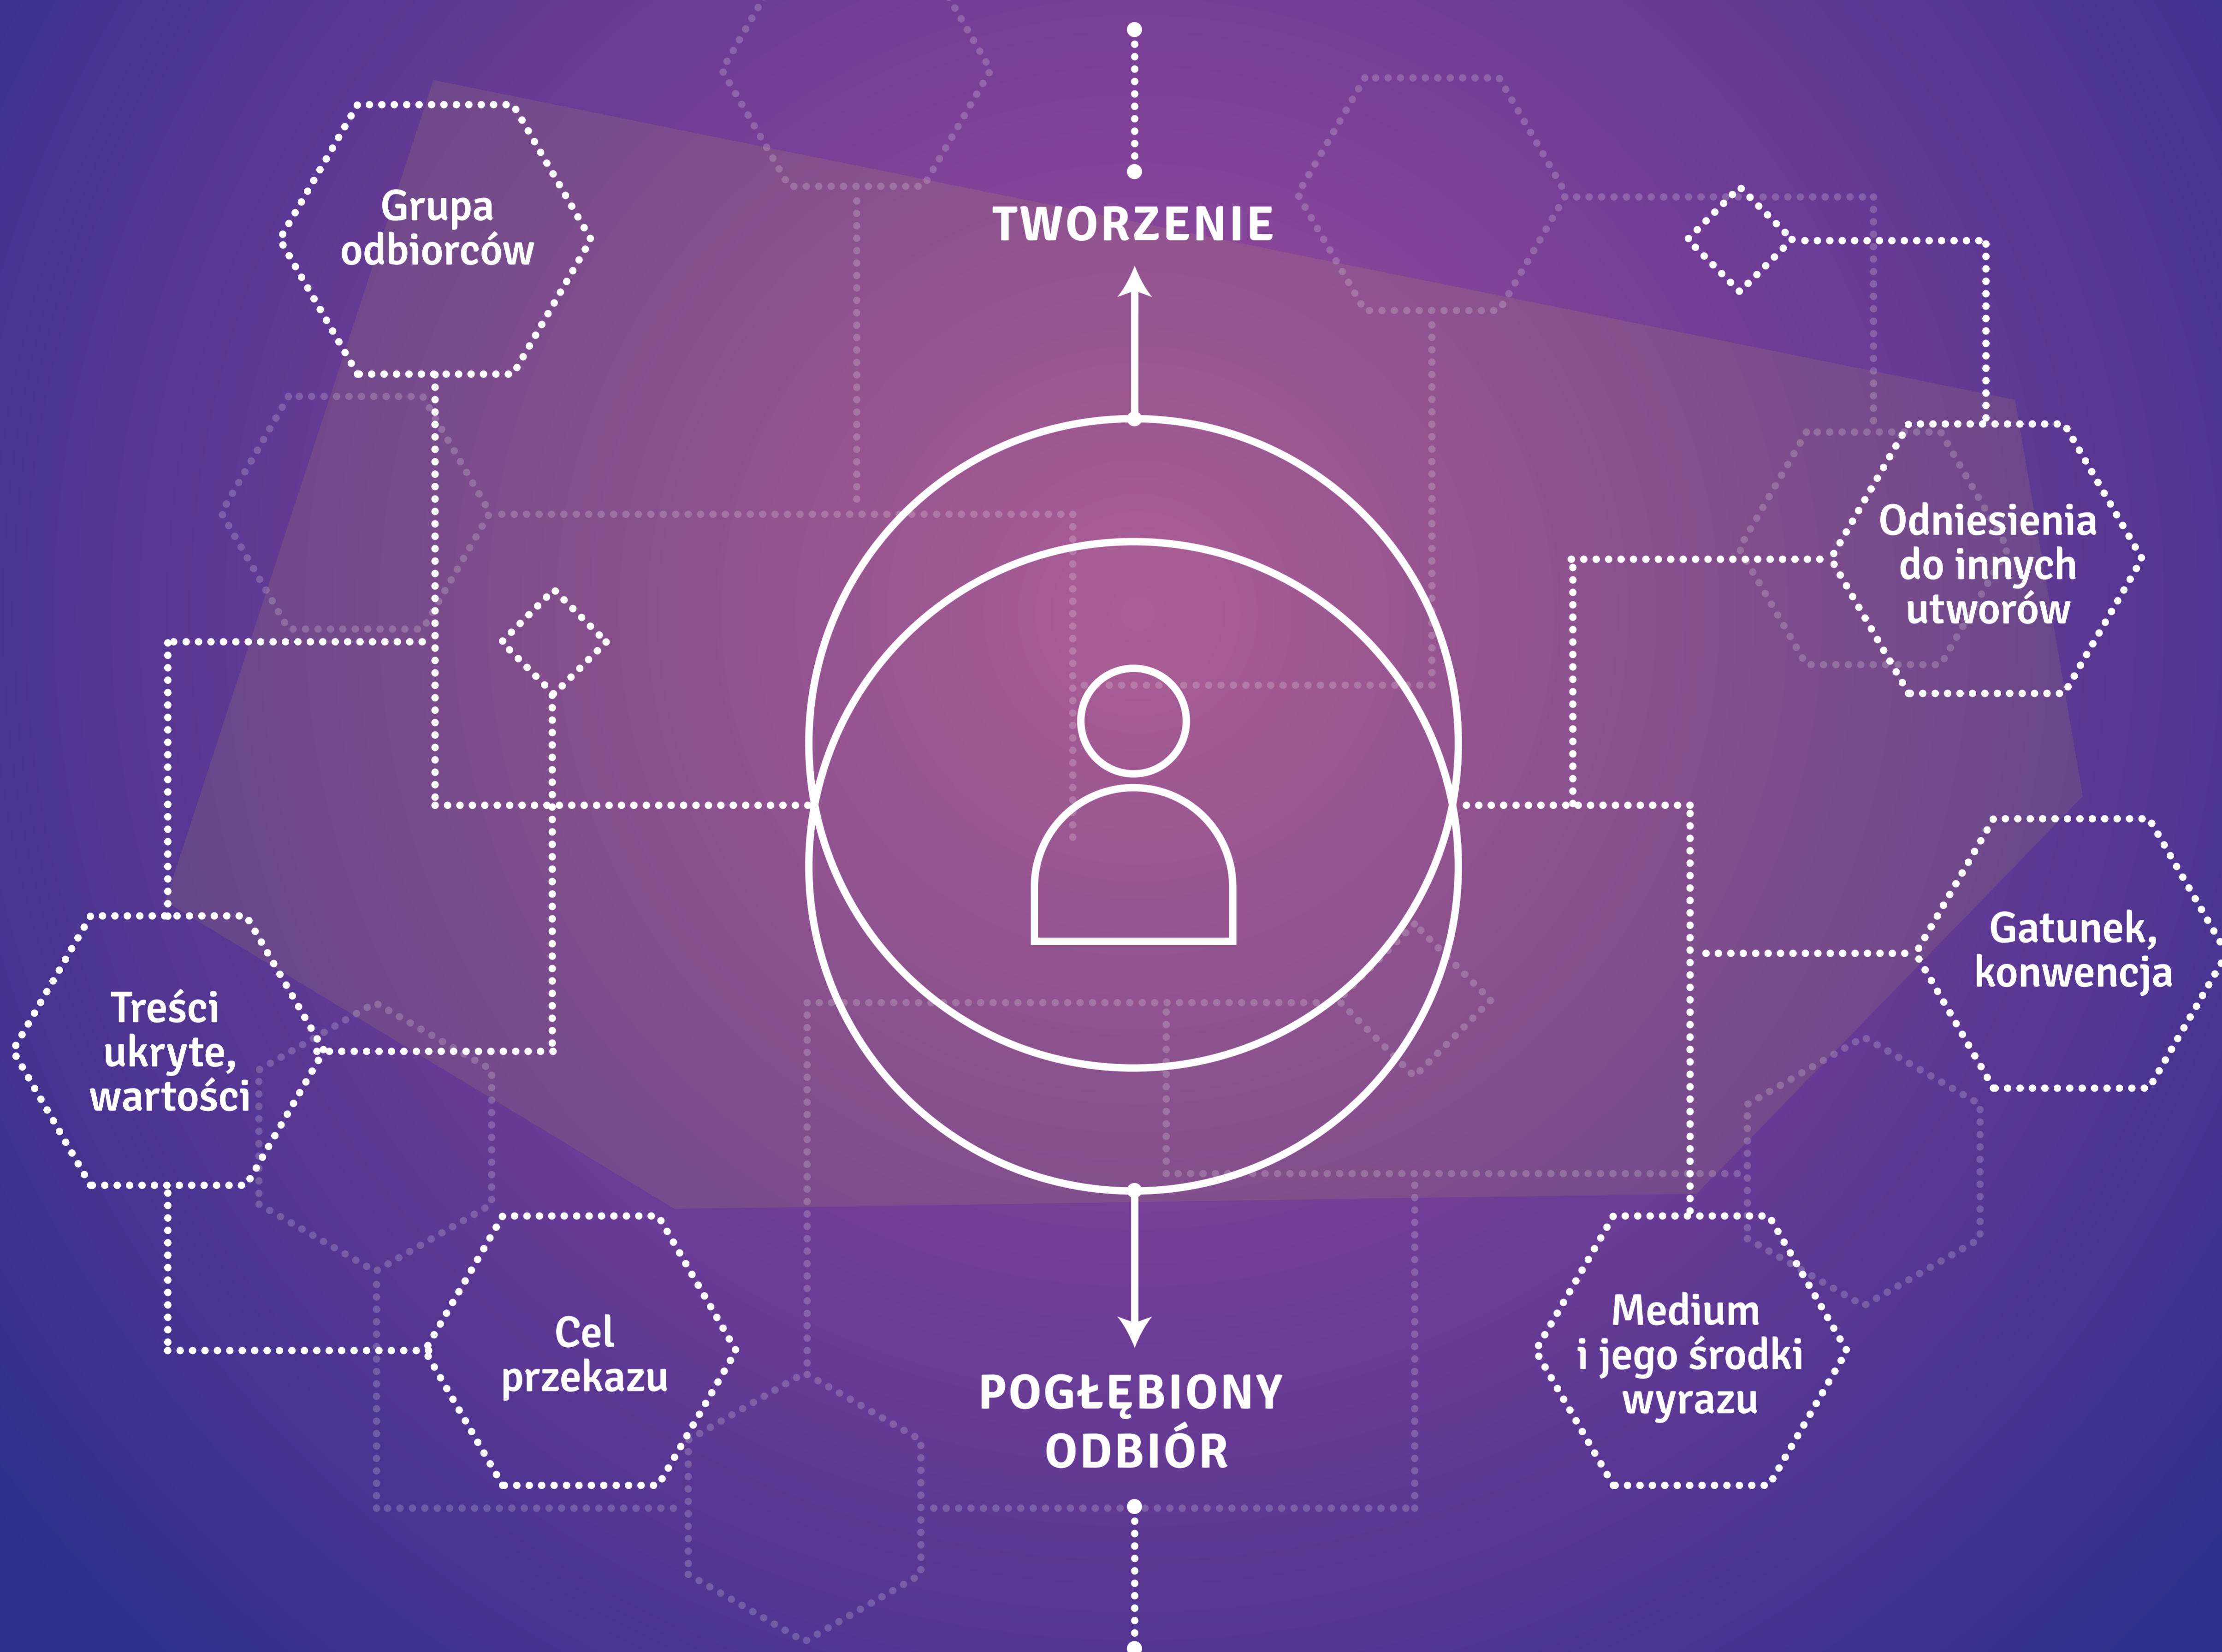 Grupa
odbiorców
TWORZENIE
Odniesienia
do innych
utworów
Gatunek,
konwencja
Treści
ukryte,
wartości
Cel
przekazu
Medium
i jego środki
wyrazu
POGŁĘBIONY
ODBIÓR